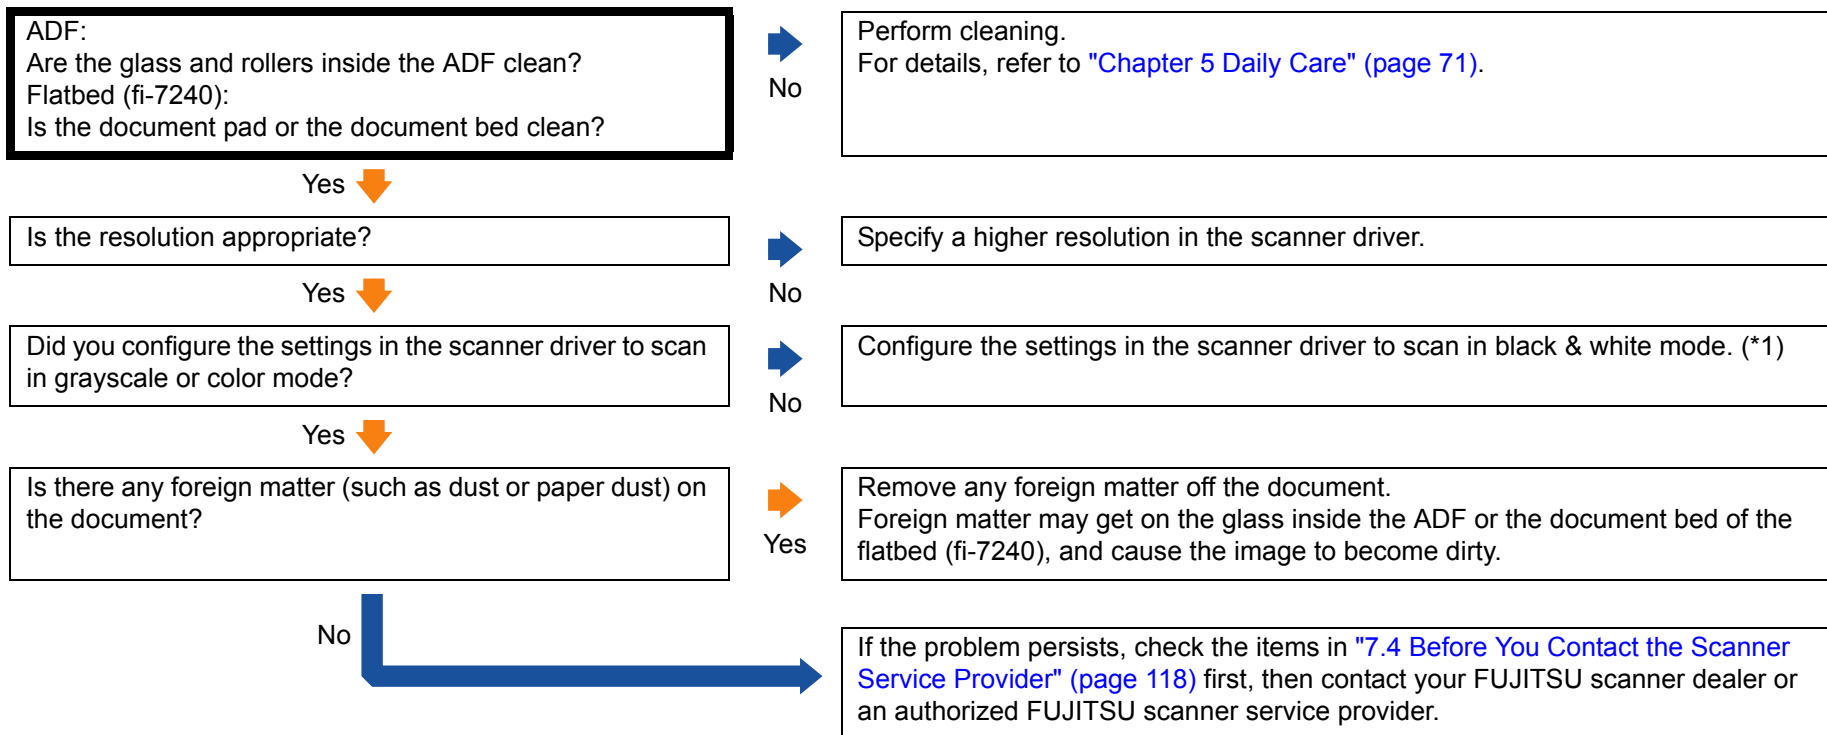 ADF:
Are the glass and rollers inside the ADF clean?
Flatbed (fi-7240):
Is the document pad or the document bed clean?
No
Perform cleaning.
For details, refer to "Chapter 5 Daily Care" (page 71).
Yes
Is the resolution appropriate?
No
Specify a higher resolution in the scanner driver.
Yes
Did you configure the settings in the scanner driver to scan
in grayscale or color mode?
No
Configure the settings in the scanner driver to scan in black & white mode. (*1)
Yes
Is there any foreign matter (such as dust or paper dust) on
the document?
Yes
Remove any foreign matter off the document.
Foreign matter may get on the glass inside the ADF or the document bed of the
flatbed (fi-7240), and cause the image to become dirty.
No
If the problem persists, check the items in "7.4 Before You Contact the Scanner
Service Provider" (page 118) first, then contact your FUJITSU scanner dealer or
an authorized FUJITSU scanner service provider.